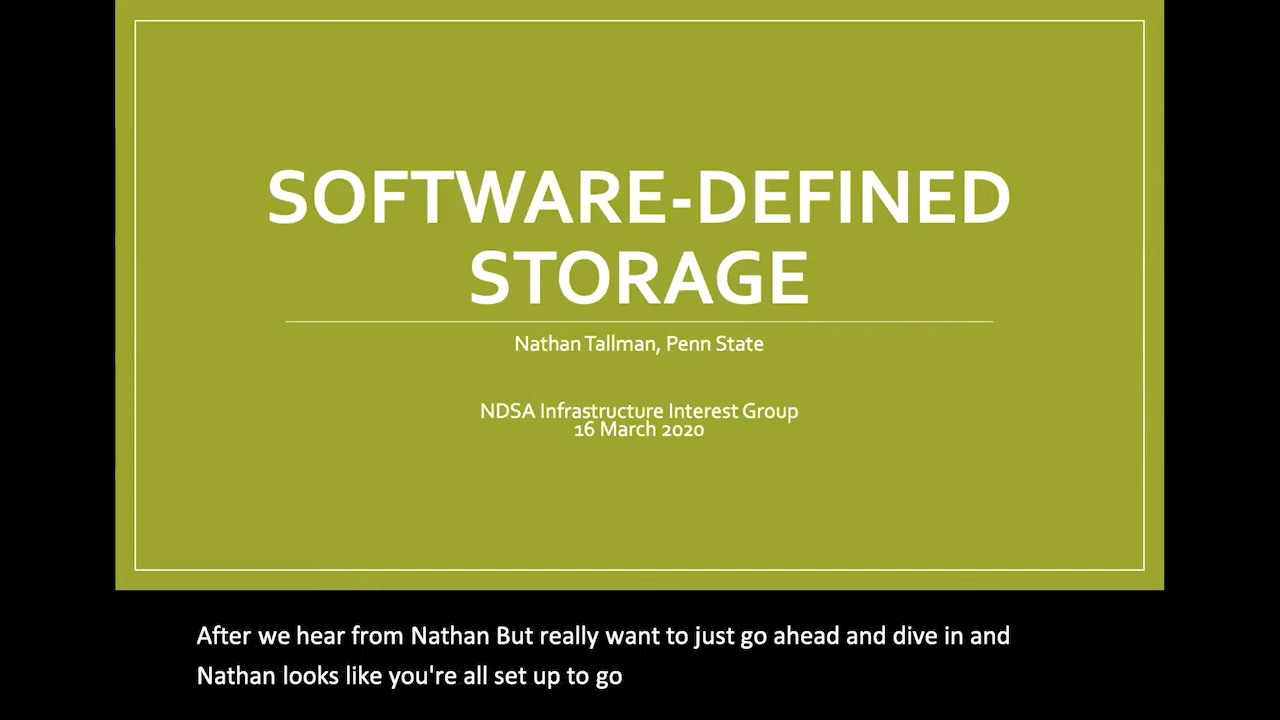 SOFTWARE-DEFINED
STORAGE
Nathan Tallman, Penn State
NDSA Infrastructure Interest Group
16 March 2020
After we hear from Nathan But really want to just go ahead and dive in and
Nathan looks like you're all set up to go